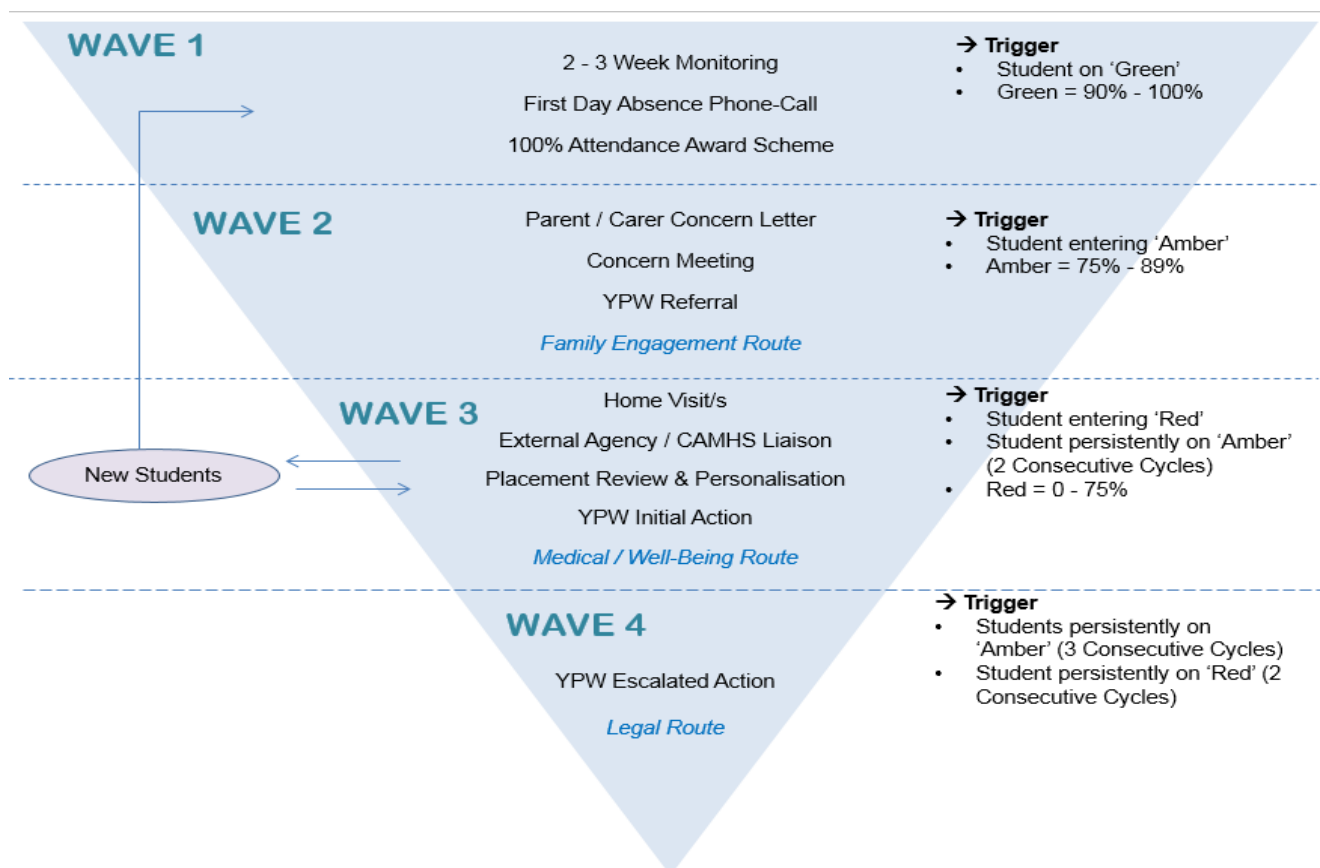 WAVE 1
2 - 3 Week Monitoring
First Day Absence Phone-Call
100% Attendance Award Scheme
→ Trigger
• Student on ‘Green’
• Green = 90% - 100%
WAVE 2
Parent / Carer Concern Letter
Concern Meeting
YPW Referral
Family Engagement Route
→ Trigger
• Student entering ‘Amber’
• Amber = 75% - 89%
WAVE 3
Home Visit/s
External Agency / CAMHS Liaison
Placement Review & Personalisation
YPW Initial Action
Medical / Well-Being Route
→ Trigger
• Student entering ‘Red’
• Student persistently on ‘Amber’
(2 Consecutive Cycles)
• Red = 0 - 75%
New Students
WAVE 4
YPW Escalated Action
Legal Route
→ Trigger
• Students persistently on
‘Amber’ (3 Consecutive Cycles)
• Student persistently on ‘Red’ (2
Consecutive Cycles)